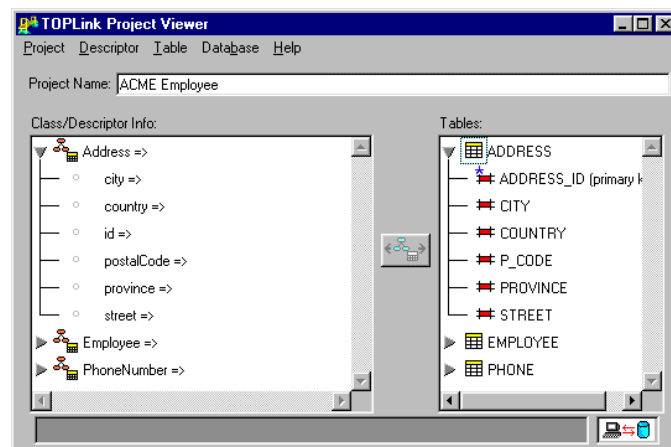 TOPLink Project Viewer
Project Descriptor Table Database Help
Project Name: ACME Employee
Class/Descriptor Info:
Address =>
city =>
country =>
id =>
postalCode =>
province =>
street =>
Employee =>
PhoneNumber =>
Tables:
ADDRESS
ADDRESS_ID (primary k
CITY
COUNTRY
P_CODE
PROVINCE
STREET
EMPLOYEE
PHONE